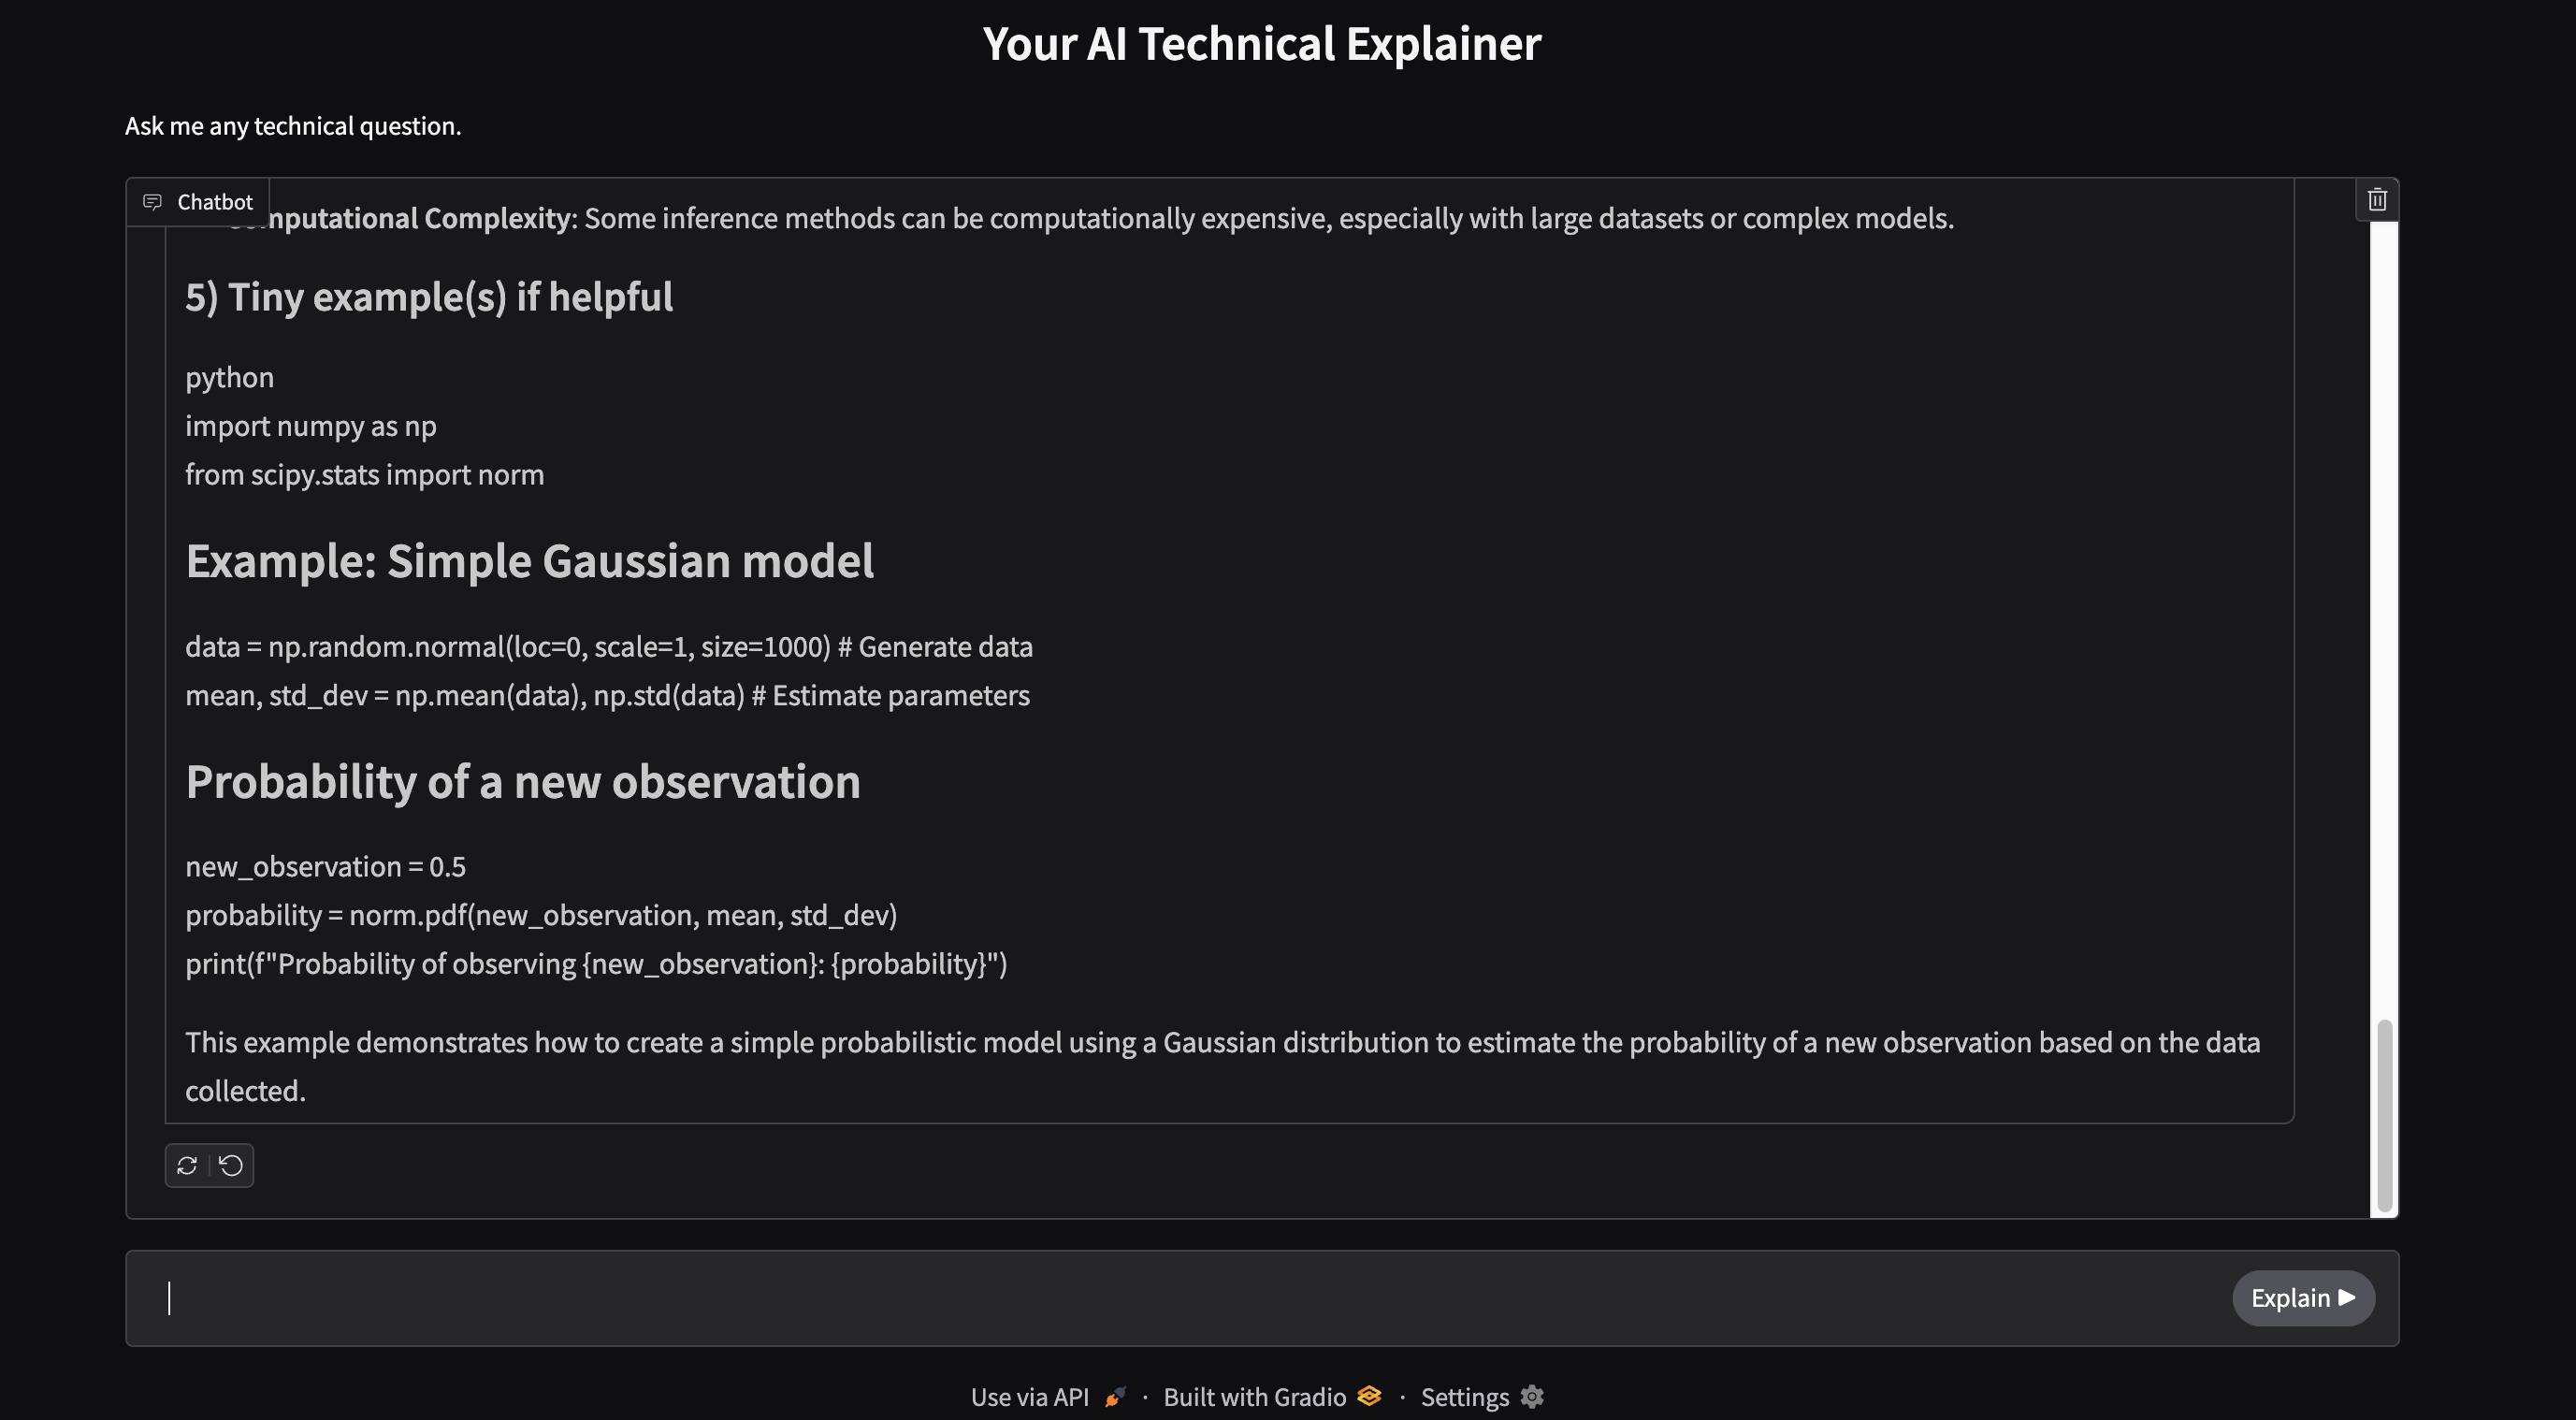 Your AI Technical Explainer
Ask me any technical question.
Chatbot
mputational Complexity: Some inference methods can be computationally expensive, especially with large datasets or complex models.
5) Tiny example(s) if helpful
python
import numpy as np
from scipy.stats import norm
Example: Simple Gaussian model
data = np.random.normal(loc=0, scale=1, size=1000) # Generate data
mean, std_dev = np.mean(data), np.std(data) # Estimate parameters
Probability of a new observation
new_observation = 0.5
probability = norm.pdf(new_observation, mean, std_dev)
print(f"Probability of observing {new_observation}: {probability}")
This example demonstrates how to create a simple probabilistic model using a Gaussian distribution to estimate the probability of a new observation based on the data
collected.
Explain
Use via API · Built with Gradio · Settings